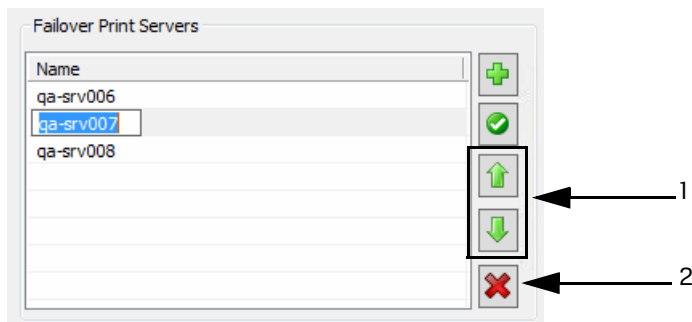 Failover Print Servers
Name
qa-srv006
qa-srv007
qa-srv008
1
2